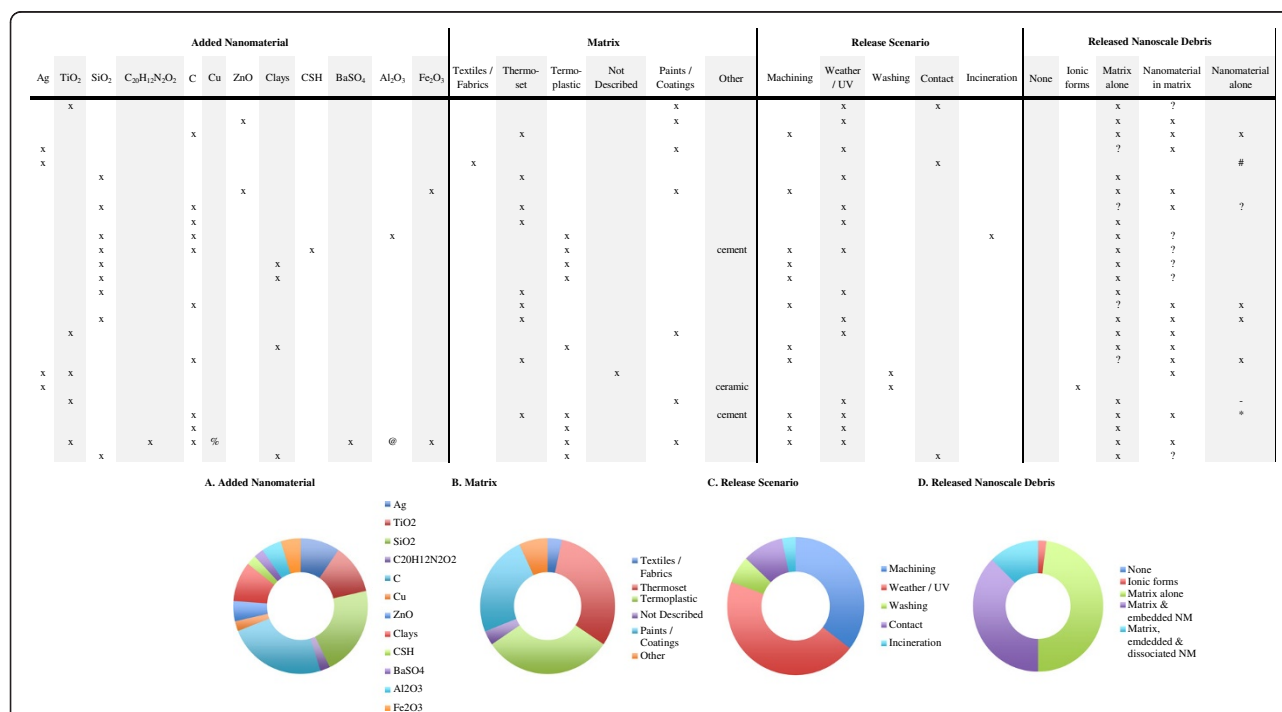 Added Nanomaterial Matrix Release Scenario Released Nanoscale Debris
Ag TiO₂ SiO₂ C₂₀H₁₂N₂O₂ C Cu ZnO Clays CSH BaSO₄ Al₂O₃ Fe₂O₃ Textiles / Fabrics Thermo-set Termo-plastic Not Described Paints / Coatings Other Machining Weather / UV Washing Contact Incineration None Ionic forms Matrix alone Nanomaterial in matrix Nanomaterial alone
x x x x x ?
x x x x x
x x x x x x
x x x ? x
x x x #
x x x x
x x x x x x
x x x x ? x ?
x x x x
x x x x x x ?
x x x x cement x x x ?
x x x x x ?
x x x x x ?
x x x x
x x x ? x x
x x x x x x
x x x x x
x x x x x
x x x ? x x
x x x x x
x ceramic x x
x x x x -
x x x cement x x x x *
x x x x x
x x x % x @ x x x x x x x
x x x x x ?
A. Added Nanomaterial B. Matrix C. Release Scenario D. Released Nanoscale Debris
Ag
TiO2
SiO2
C20H12N2O2
C
Cu
ZnO
Clays
CSH
BaSO4
Al2O3
Fe2O3
Textiles /
Fabrics
Thermoset
Termoplastic
Not Described
Paints /
Coatings
Other
Machining
Weather / UV
Washing
Contact
Incineration
None
Ionic forms
Matrix alone
Matrix &
embedded NM
Matrix,
emdedded &
dissociated NM